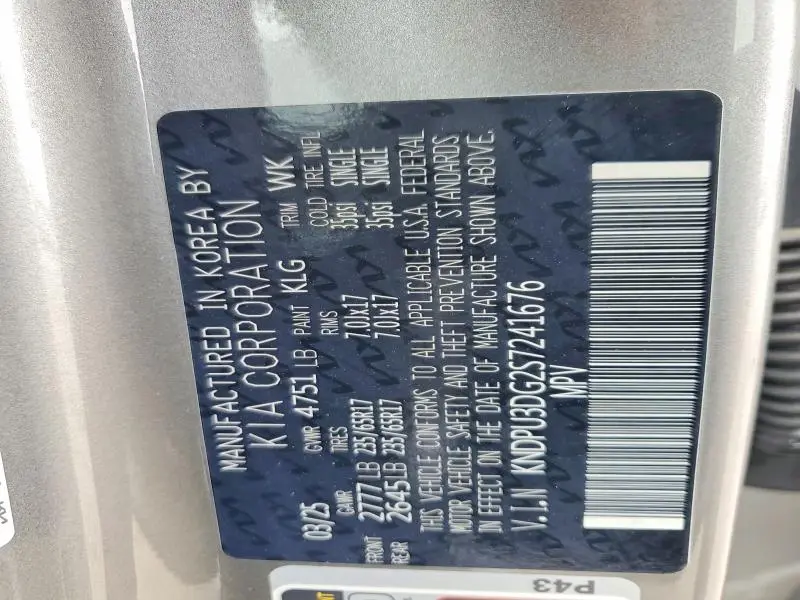 MANUFACTURED IN KOREA BY
KIA CORPORATION
03/25 GVWR 4751 LB PAINT KLG TRIM WK
GAWR TIRES RIMS COLD TIRE INFL
FRONT 2777 LB 235/65R17 7.0Jx17 35psi SINGLE
REAR 2645 LB 235/65R17 7.0Jx17 35psi SINGLE
THIS VEHICLE CONFORMS TO ALL APPLICABLE U.S.A. FEDERAL
MOTOR VEHICLE SAFETY AND THEFT PREVENTION STANDARDS
IN EFFECT ON THE DATE OF MANUFACTURE SHOWN ABOVE.
V.I.N KNDPU3DG2S7241676
MPV
P43